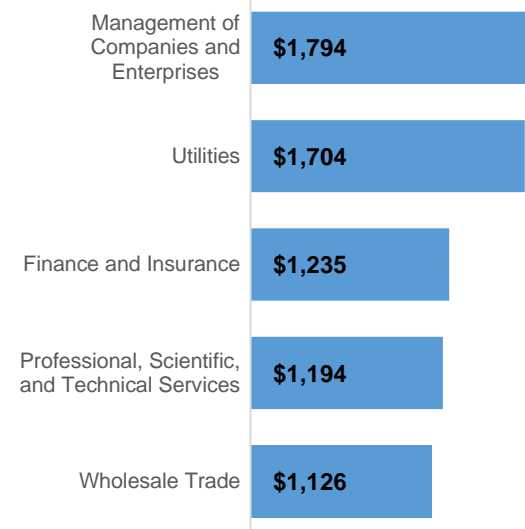 Management of
Companies and
Enterprises
$1,794
Utilities
$1,704
Finance and Insurance
$1,235
Professional, Scientific,
and Technical Services
$1,194
Wholesale Trade
$1,126